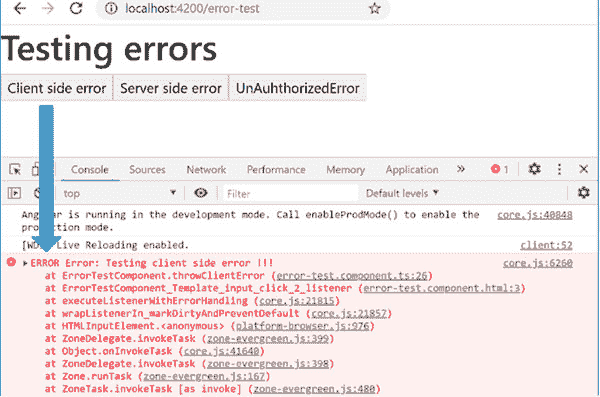 localhost:4200/error-test
Testing errors
Client side error Server side error UnAuhthorizedError
Console Sources Network Performance Memory Application » 1
top Filter Default levels
Angular is running in the development mode. Call enableProdMode() to enable the core.js:40848
production mode.
[WDS] Live Reloading enabled. client:52
ERROR Error: Testing client side error !!! core.js:6260
at ErrorTestComponent.throwClientError (error-test.component.ts:26)
at ErrorTestComponent_Template_input_click_2_listener (error-test.component.html:3)
at executeListenerWithErrorHandling (core.js:21815)
at wrapListenerIn_markDirtyAndPreventDefault (core.js:21857)
at HTMLInputElement.<anonymous> (platform-browser.js:976)
at ZoneDelegate.invokeTask (zone-evergreen.js:399)
at Object.onInvokeTask (core.js:41640)
at ZoneDelegate.invokeTask (zone-evergreen.js:398)
at Zone.runTask (zone-evergreen.js:167)
at ZoneTask.invokeTask [as invoke] (zone-evergreen.js:480)